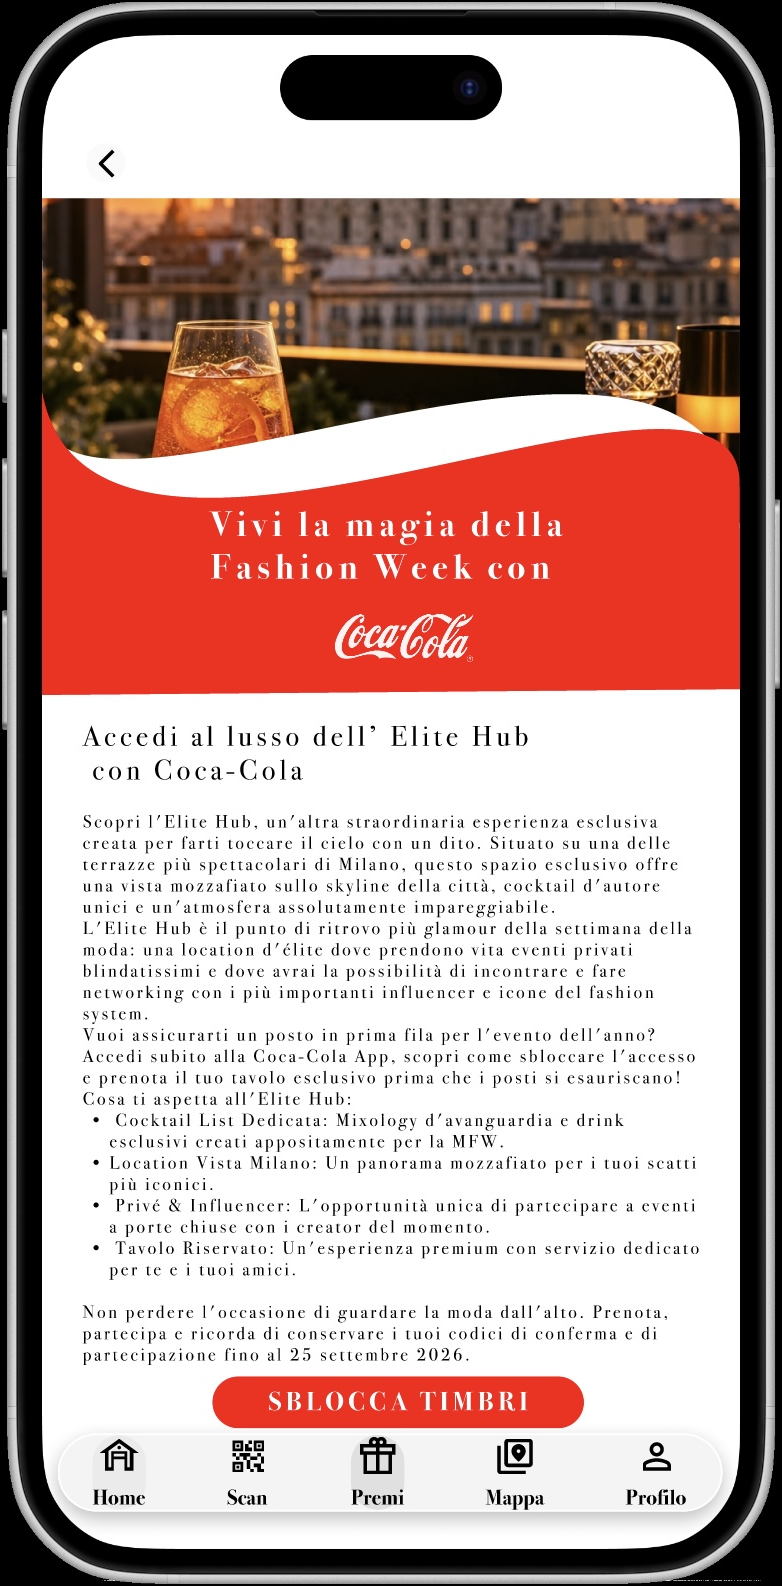 Vivi la magia della
Fashion Week con
Coca-Cola
Accedi al lusso dell’ Elite Hub
con Coca-Cola
Scopri l'Elite Hub, un'altra straordinaria esperienza esclusiva
creata per farti toccare il cielo con un dito. Situato su una delle
terrazze più spettacolari di Milano, questo spazio esclusivo offre
una vista mozzafiato sullo skyline della città, cocktail d'autore
unici e un'atmosfera assolutamente impareggiabile.
L'Elite Hub è il punto di ritrovo più glamour della settimana della
moda: una location d'élite dove prendono vita eventi privati
blindatissimi e dove avrai la possibilità di incontrare e fare
networking con i più importanti influencer e icone del fashion
system.
Vuoi assicurarti un posto in prima fila per l'evento dell'anno?
Accedi subito alla Coca-Cola App, scopri come sbloccare l'accesso
e prenota il tuo tavolo esclusivo prima che i posti si esauriscano!
Cosa ti aspetta all'Elite Hub:
• Cocktail List Dedicata: Mixology d'avanguardia e drink
esclusivi creati appositamente per la MFW.
• Location Vista Milano: Un panorama mozzafiato per i tuoi scatti
più iconici.
• Privé & Influencer: L'opportunità unica di partecipare a eventi
a porte chiuse con i creator del momento.
• Tavolo Riservato: Un'esperienza premium con servizio dedicato
per te e i tuoi amici.
Non perdere l'occasione di guardare la moda dall'alto. Prenota,
partecipa e ricorda di conservare i tuoi codici di conferma e di
partecipazione fino al 25 settembre 2026.
SBLOCCA TIMBRI
Home Scan Premi Mappa Profilo